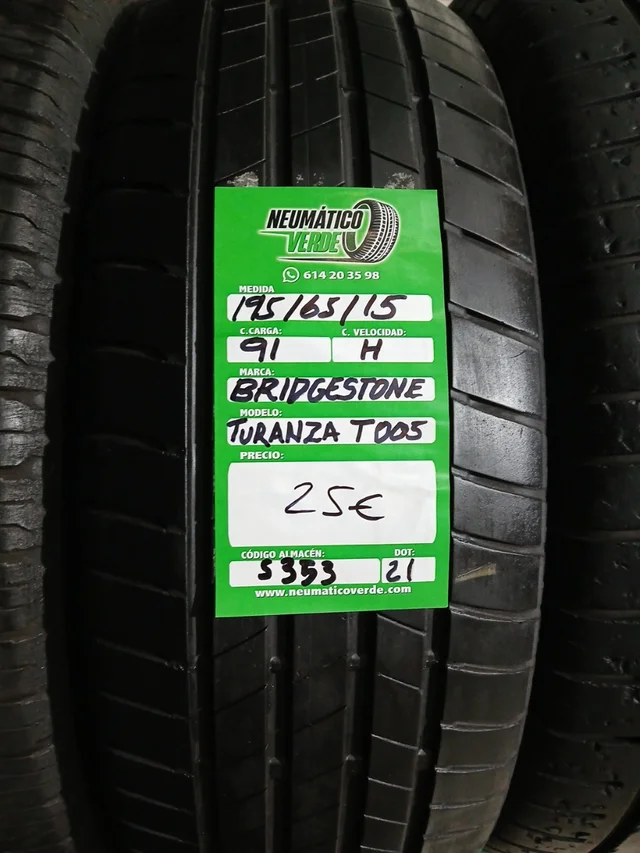 NEUMÁTICO
VERDE
614 20 35 98
MEDIDA
195/65/15
C.CARGA: C. VELOCIDAD:
91 H
MARCA:
BRIDGESTONE
MODELO:
TURANZA T005
PRECIO:
25€
CÓDIGO ALMACÉN: DOT:
S353 21
www.neumaticoverde.com